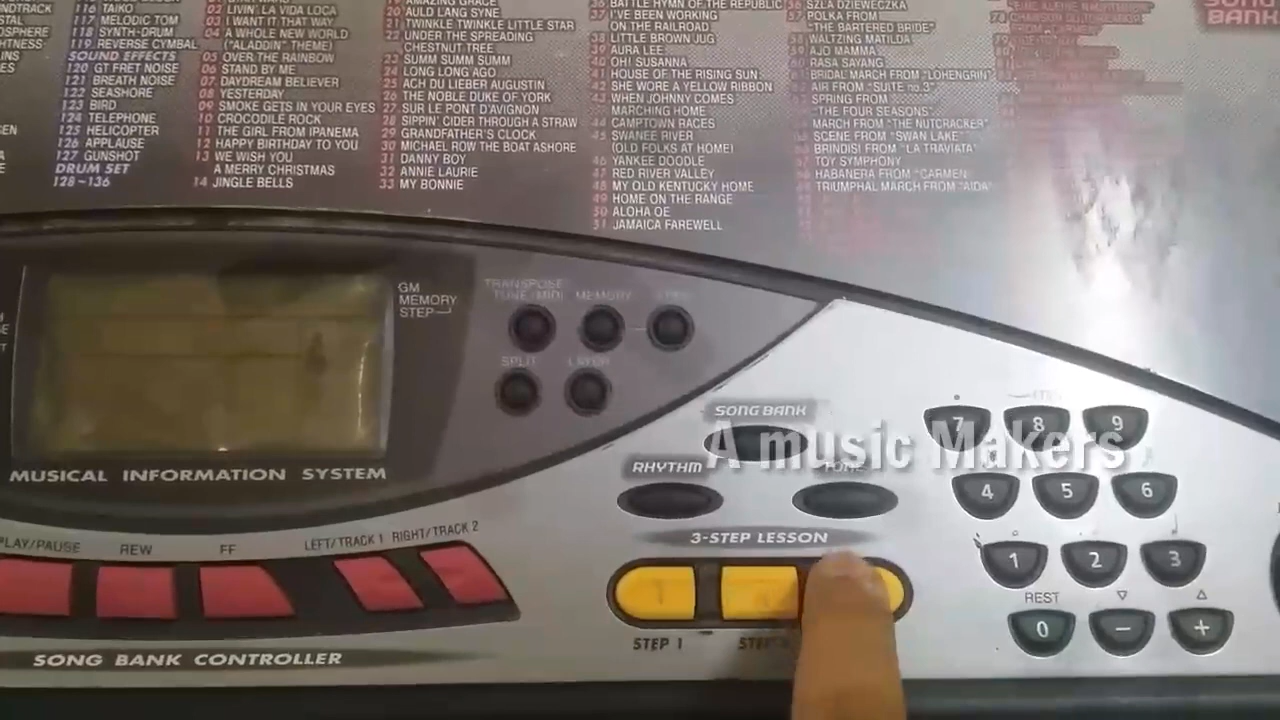 116 TAIKO
117 MELODIC TOM
118 SYNTH-DRUM
119 REVERSE CYMBAL
SOUND EFFECTS
120 GT FRET NOISE
121 BREATH NOISE
122 SEASHORE
123 BIRD
124 TELEPHONE
125 HELICOPTER
126 APPLAUSE
127 GUNSHOT
DRUM SET
128~136
02 LIVIN' LA VIDA LOCA
03 I WANT IT THAT WAY
04 A WHOLE NEW WORLD
("ALADDIN" THEME)
05 OVER THE RAINBOW
06 STAND BY ME
07 DAYDREAM BELIEVER
08 YESTERDAY
09 SMOKE GETS IN YOUR EYES
10 CROCODILE ROCK
11 THE GIRL FROM IPANEMA
12 HAPPY BIRTHDAY TO YOU
13 WE WISH YOU
A MERRY CHRISTMAS
14 JINGLE BELLS
19 AMAZING GRACE
20 AULD LANG SYNE
21 TWINKLE TWINKLE LITTLE STAR
22 UNDER THE SPREADING
CHESTNUT TREE
23 SUMM SUMM SUMM
24 LONG LONG AGO
25 ACH DU LIEBER AUGUSTIN
26 THE NOBLE DUKE OF YORK
27 SUR LE PONT D'AVIGNON
28 SIPPIN' CIDER THROUGH A STRAW
29 GRANDFATHER'S CLOCK
30 MICHAEL ROW THE BOAT ASHORE
31 DANNY BOY
32 ANNIE LAURIE
33 MY BONNIE
36 BATTLE HYMN OF THE REPUBLIC
37 I'VE BEEN WORKING
ON THE RAILROAD
38 LITTLE BROWN JUG
39 AURA LEE
40 OH! SUSANNA
41 HOUSE OF THE RISING SUN
42 SHE WORE A YELLOW RIBBON
43 WHEN JOHNNY COMES
MARCHING HOME
44 CAMPTOWN RACES
45 SWANEE RIVER
(OLD FOLKS AT HOME)
46 YANKEE DOODLE
47 RED RIVER VALLEY
48 MY OLD KENTUCKY HOME
49 HOME ON THE RANGE
50 ALOHA OE
51 JAMAICA FAREWELL
56 SZLA DZIEWECZKA
57 POLKA FROM
"THE BARTERED BRIDE"
WALTZING MATILDA
59 AJO MAMMA
60 RASA SAYANG
BRIDAL MARCH FROM "LOHENGRIN"
AIR FROM "SUITE no.3"
SPRING FROM
"THE FOUR SEASONS"
MARCH FROM "THE NUTCRACKER"
SCENE FROM "SWAN LAKE"
BRINDISI FROM "LA TRAVIATA"
TOY SYMPHONY
HABANERA FROM "CARMEN"
TRIUMPHAL MARCH FROM "AIDA"
BANK
GM
MEMORY
STEP
TRANSPOSE
TUNE/MIDI
MEMORY
SPLIT
LAYER
MUSICAL INFORMATION SYSTEM
SONG BANK
RHYTHM
TONE
A music Makers
3-STEP LESSON
STEP 1
STEP
PLAY/PAUSE
REW
FF
LEFT/TRACK 1
RIGHT/TRACK 2
SONG BANK CONTROLLER
7 8 9
4 5 6
1 2 3
REST
0 − +